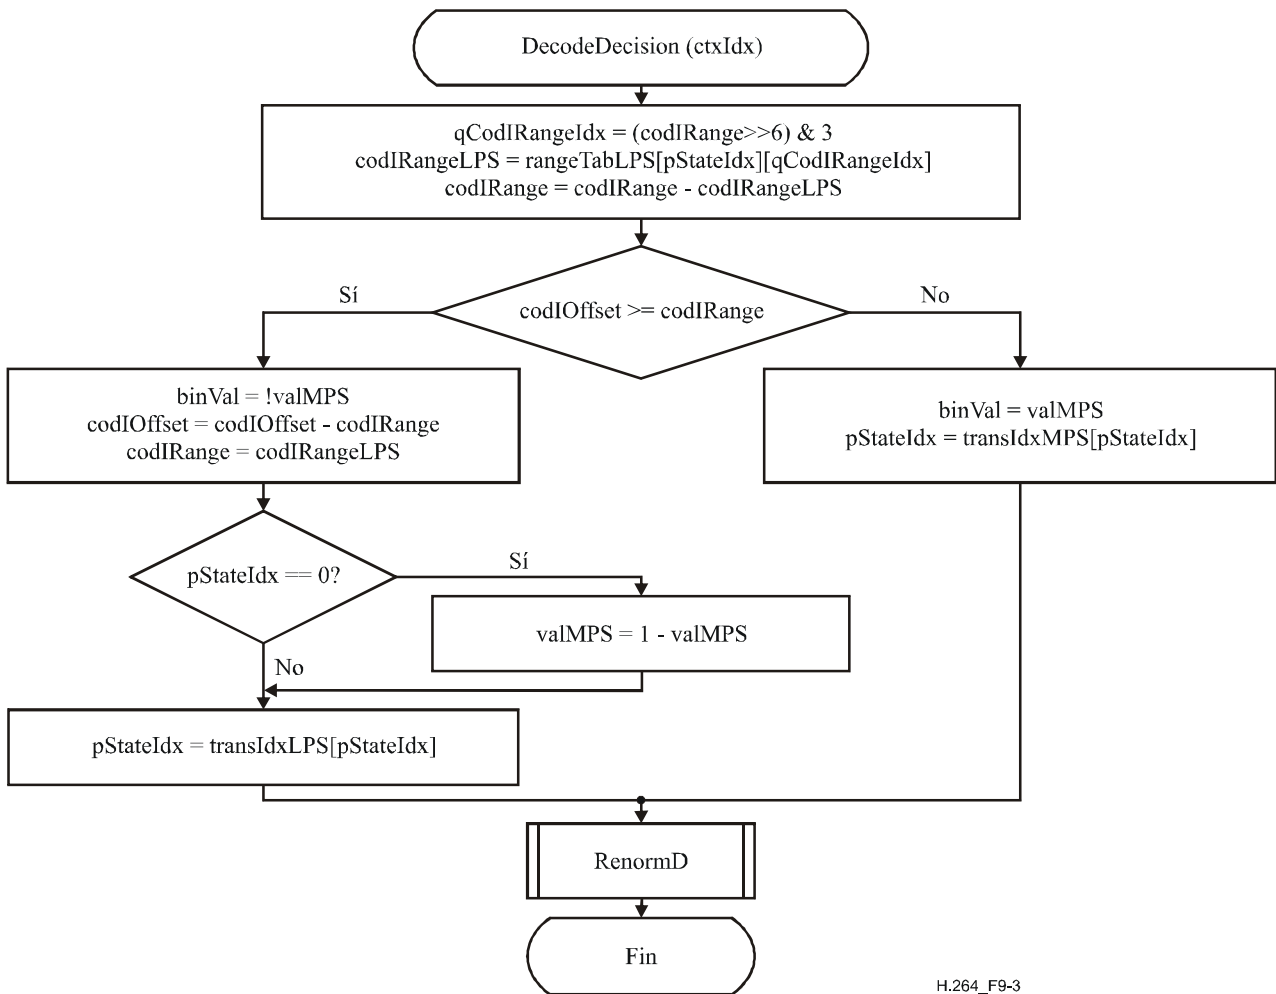 DecodeDecision (ctxIdx)
qCodIRangeIdx = (codIRange>>6) & 3
codIRangeLPS = rangeTabLPS[pStateIdx][qCodIRangeIdx]
codIRange = codIRange - codIRangeLPS
codIOffset >= codIRange
Sí
No
binVal = !valMPS
codIOffset = codIOffset - codIRange
codIRange = codIRangeLPS
binVal = valMPS
pStateIdx = transIdxMPS[pStateIdx]
pStateIdx == 0?
Sí
valMPS = 1 - valMPS
No
pStateIdx = transIdxLPS[pStateIdx]
RenormD
Fin
H.264_F9-3